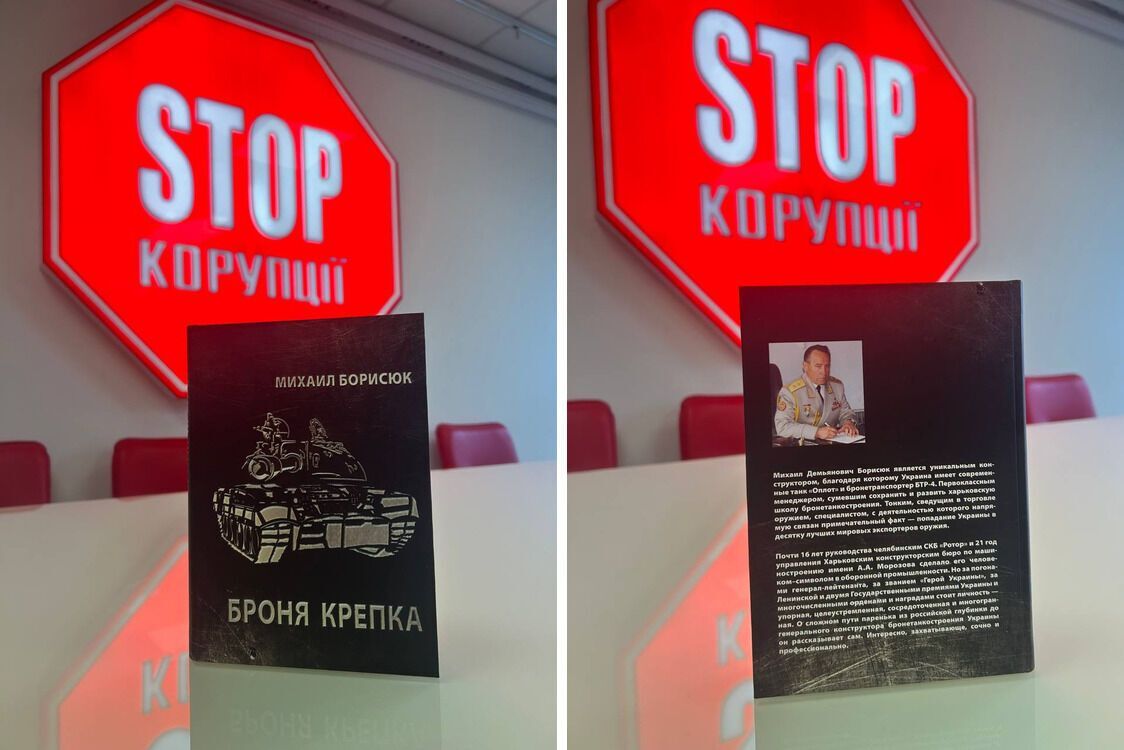 STOP
КОРУПЦІЇ
МИХАИЛ БОРИСЮК
БРОНЯ КРЕПКА
STOP
КОРУПЦІЇ
Михаил Демьянович Борисюк является уникальным кон-
структором, благодаря которому Украина имеет современ-
ные танк «Оплот» и бронетранспортер БТР-4. Первоклассным
менеджером, сумевшим сохранить и развить харьковскую
школу бронетанкостроения. Тонким, сведущим в торговле
оружием, специалистом, с деятельностью которого напря-
мую связан примечательный факт — попадание Украины в
десятку лучших мировых экспортеров оружия.
Почти 16 лет руководства челябинским СКБ «Ротор» и 21 год
управления Харьковским конструкторским бюро по маши-
ностроению имени А.А. Морозова сделало его челове-
ком-символом в оборонной промышленности. Но за погона-
ми генерал-лейтенанта, за званием «Герой Украины», за
Ленинской и двумя Государственными премиями Украины и
многочисленными орденами и наградами стоит личность —
упорная, целеустремленная, сосредоточенная и многогран-
ная. О сложном пути паренька из российской глубинки до
генерального конструктора бронетанкостроения Украины
он рассказывает сам. Интересно, захватывающе, сочно и
профессионально.